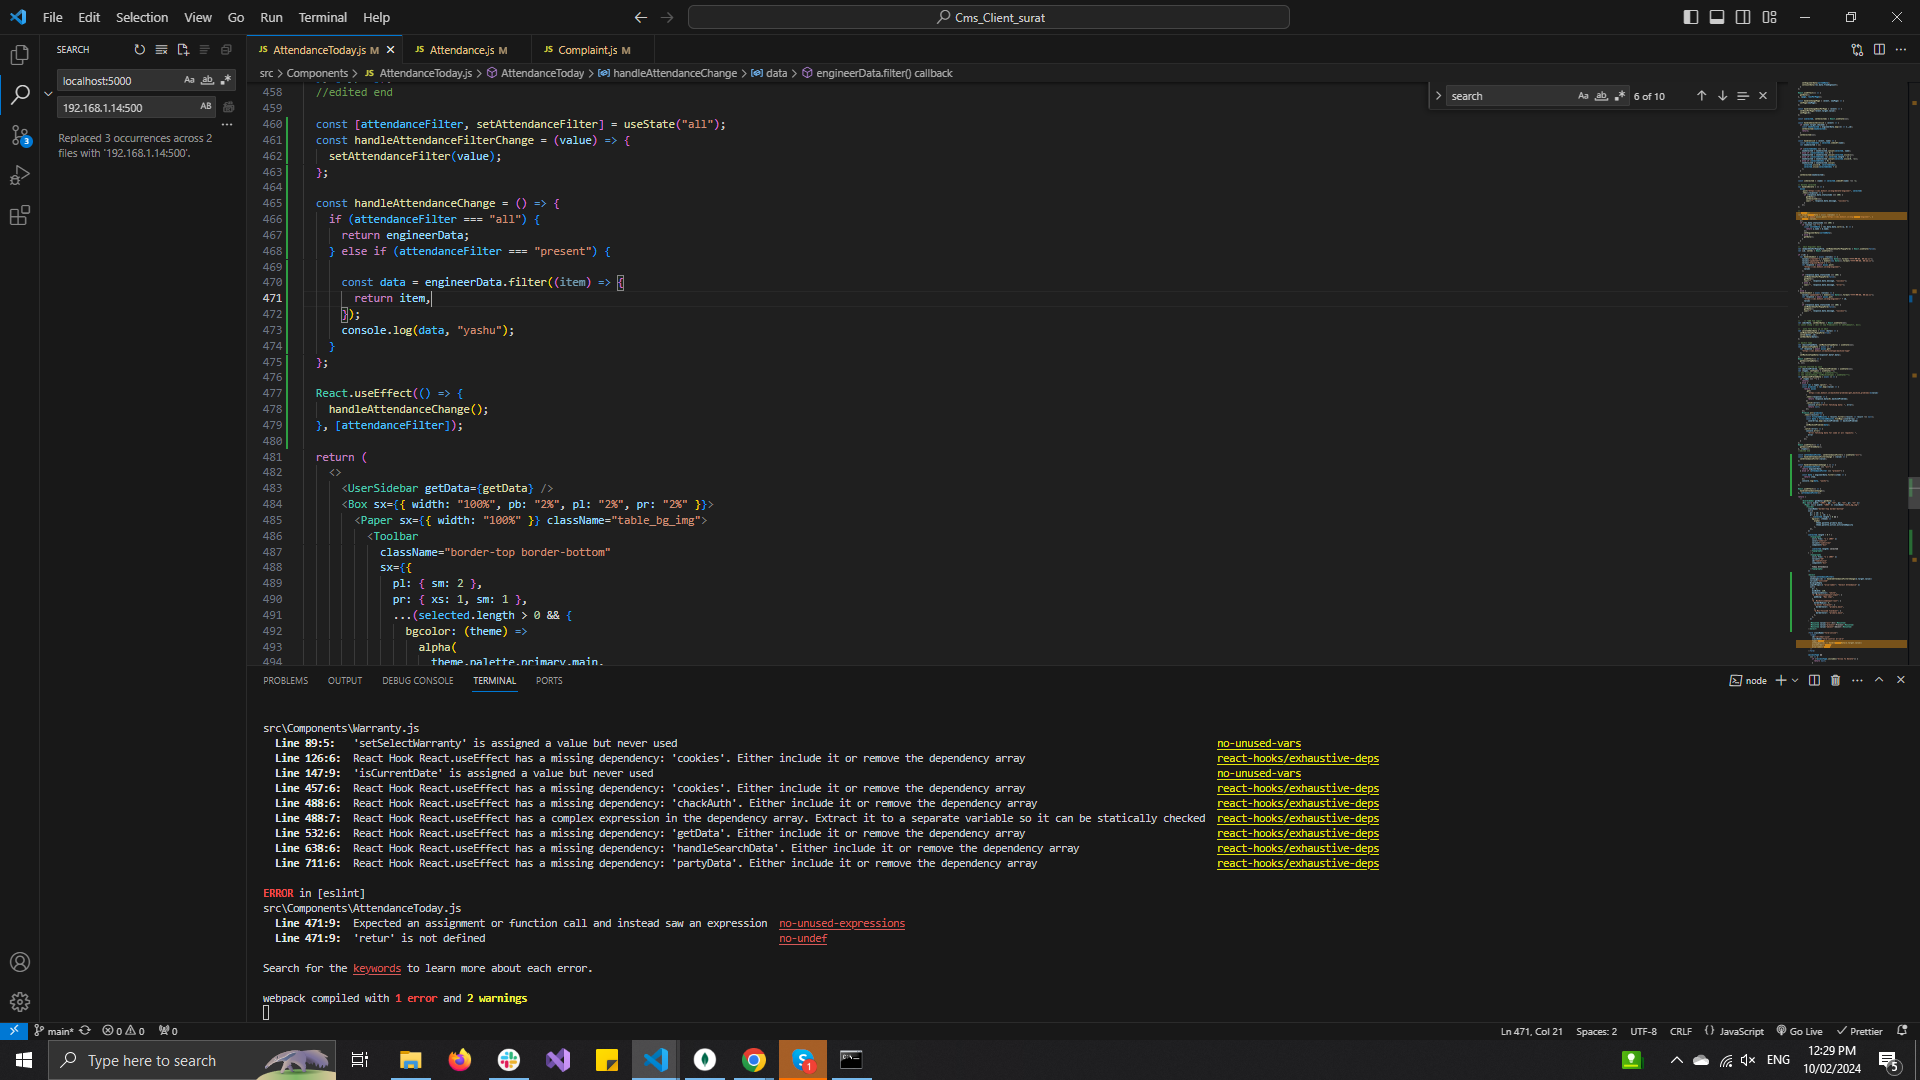 File Edit Selection View Go Run Terminal Help
Cms_Client_surat
SEARCH
localhost:5000
192.168.1.14:500
Replaced 3 occurrences across 2
files with '192.168.1.14:500'.
AttendanceToday.js M
Attendance.js M
Complaint.js M
src > Components > JS AttendanceToday.js > AttendanceToday > handleAttendanceChange > data > engineerData.filter() callback
search
6 of 10
458 //edited end
459
460 const [attendanceFilter, setAttendanceFilter] = useState("all");
461 const handleAttendanceFilterChange = (value) => {
462 setAttendanceFilter(value);
463 };
464
465 const handleAttendanceChange = () => {
466 if (attendanceFilter === "all") {
467 return engineerData;
468 } else if (attendanceFilter === "present") {
469
470 const data = engineerData.filter((item) => {
471 return item,
472 });
473 console.log(data, "yashu");
474 }
475 };
476
477 React.useEffect(() => {
478 handleAttendanceChange();
479 }, [attendanceFilter]);
480
481 return (
482 <>
483 <UserSidebar getData={getData} />
484 <Box sx={{ width: "100%", pb: "2%", pl: "2%", pr: "2%" }}>
485 <Paper sx={{ width: "100%" }} className="table_bg_img">
486 <Toolbar
487 className="border-top border-bottom"
488 sx={{
489 pl: { sm: 2 },
490 pr: { xs: 1, sm: 1 },
491 ...(selected.length > 0 && {
492 bgcolor: (theme) =>
493 alpha(
494 theme.palette.primary.main,
PROBLEMS OUTPUT DEBUG CONSOLE TERMINAL PORTS
node
src\Components\Warranty.js
Line 89:5: 'setSelectWarranty' is assigned a value but never used no-unused-vars
Line 126:6: React Hook React.useEffect has a missing dependency: 'cookies'. Either include it or remove the dependency array react-hooks/exhaustive-deps
Line 147:9: 'isCurrentDate' is assigned a value but never used no-unused-vars
Line 457:6: React Hook React.useEffect has a missing dependency: 'cookies'. Either include it or remove the dependency array react-hooks/exhaustive-deps
Line 488:6: React Hook React.useEffect has a missing dependency: 'chackAuth'. Either include it or remove the dependency array react-hooks/exhaustive-deps
Line 488:7: React Hook React.useEffect has a complex expression in the dependency array. Extract it to a separate variable so it can be statically checked react-hooks/exhaustive-deps
Line 532:6: React Hook React.useEffect has a missing dependency: 'getData'. Either include it or remove the dependency array react-hooks/exhaustive-deps
Line 638:6: React Hook React.useEffect has a missing dependency: 'handleSearchData'. Either include it or remove the dependency array react-hooks/exhaustive-deps
Line 711:6: React Hook React.useEffect has a missing dependency: 'partyData'. Either include it or remove the dependency array react-hooks/exhaustive-deps
ERROR in [eslint]
src\Components\AttendanceToday.js
Line 471:9: Expected an assignment or function call and instead saw an expression no-unused-expressions
Line 471:9: 'retur' is not defined no-undef
Search for the keywords to learn more about each error.
webpack compiled with 1 error and 2 warnings
main* 0 0 0
Ln 471, Col 21 Spaces: 2 UTF-8 CRLF {} JavaScript Go Live Prettier
Type here to search
ENG
12:29 PM
10/02/2024
5